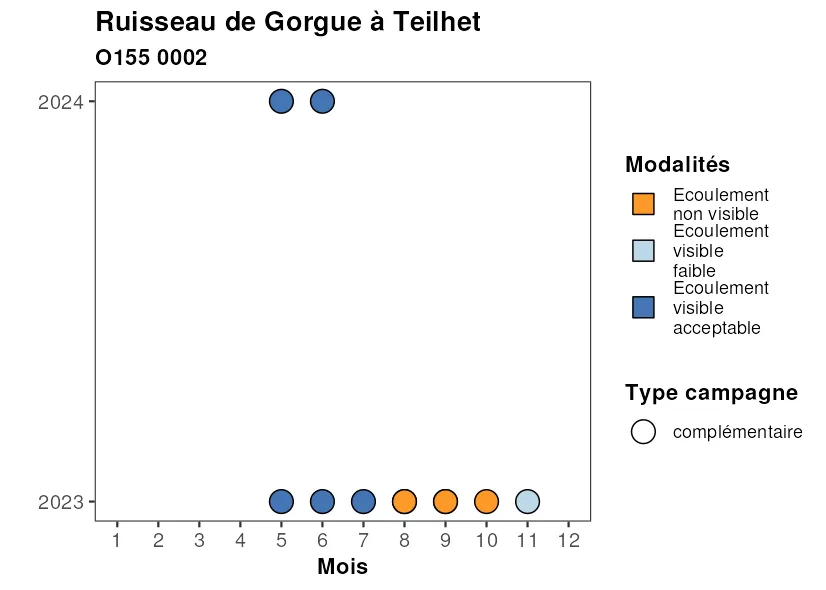 Ruisseau de Gorgue à Teilhet
O155 0002
2024
2023
1 2 3 4 5 6 7 8 9 10 11 12
Mois
Modalités
Ecoulement
non visible
Ecoulement
visible
faible
Ecoulement
visible
acceptable
Type campagne
complémentaire